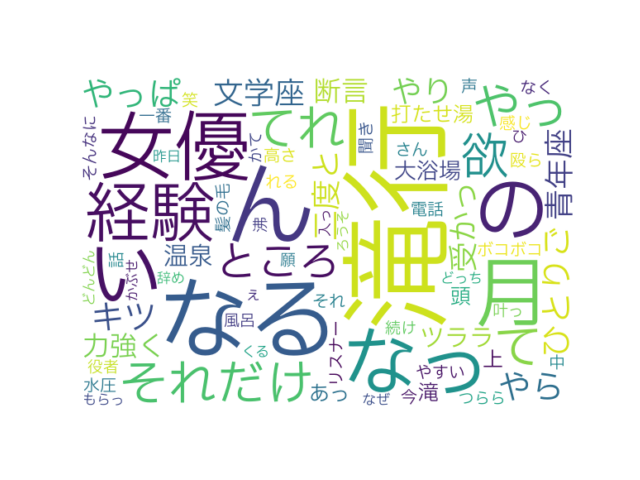 やっぱ
笑
文学座
断言
やり
声
なく
一番
打たせ湯
感じ
やっ
ひ
そんなに
女優
てれ
聞き
さん
殴ら
昨日
かて
高さ
れる
二度と
大浴場
欲
青年座
経験
ん
滝行
の
髪の毛
入っ
電話
受かっ
い
温泉
沸
ところ
ろうそ
ボコボコ
ひとりご
どんどん
話
かぶせ
辞め
願
どっち
頭
月
叶っ
キツ
なる
え
それ
風呂
リスナー
なっ
続け
ツララ
て
力強く
くる
上
中
役者
水圧
それだけ
あっ
今
滝
やすい
やら
もらっ
なぜ
つらら